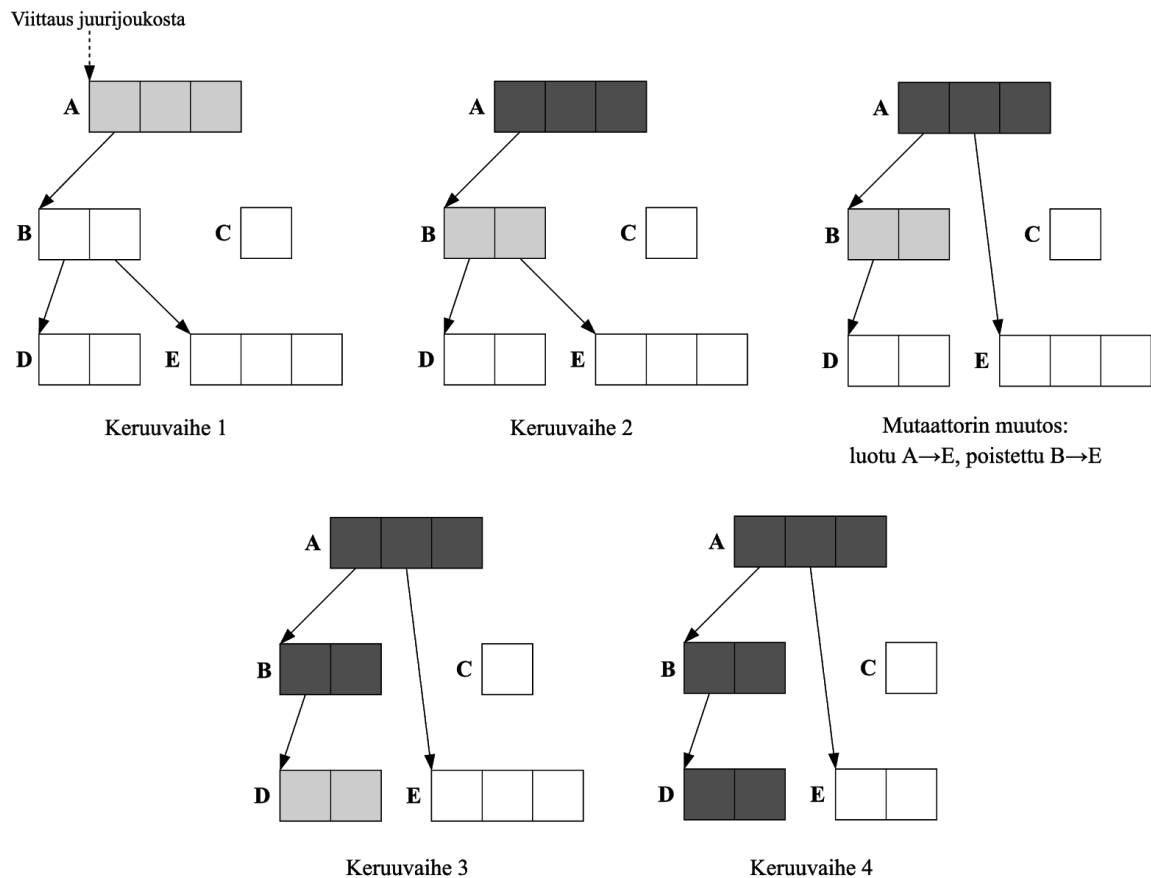 Viittaus juurijoukosta
A
A
A
B
C
B
C
B
C
D
E
D
E
D
E
Keruuvaihe 1
Keruuvaihe 2
Mutaattorin muutos:
luotu A→E, poistettu B→E
A
A
B
C
B
C
D
E
D
E
Keruuvaihe 3
Keruuvaihe 4